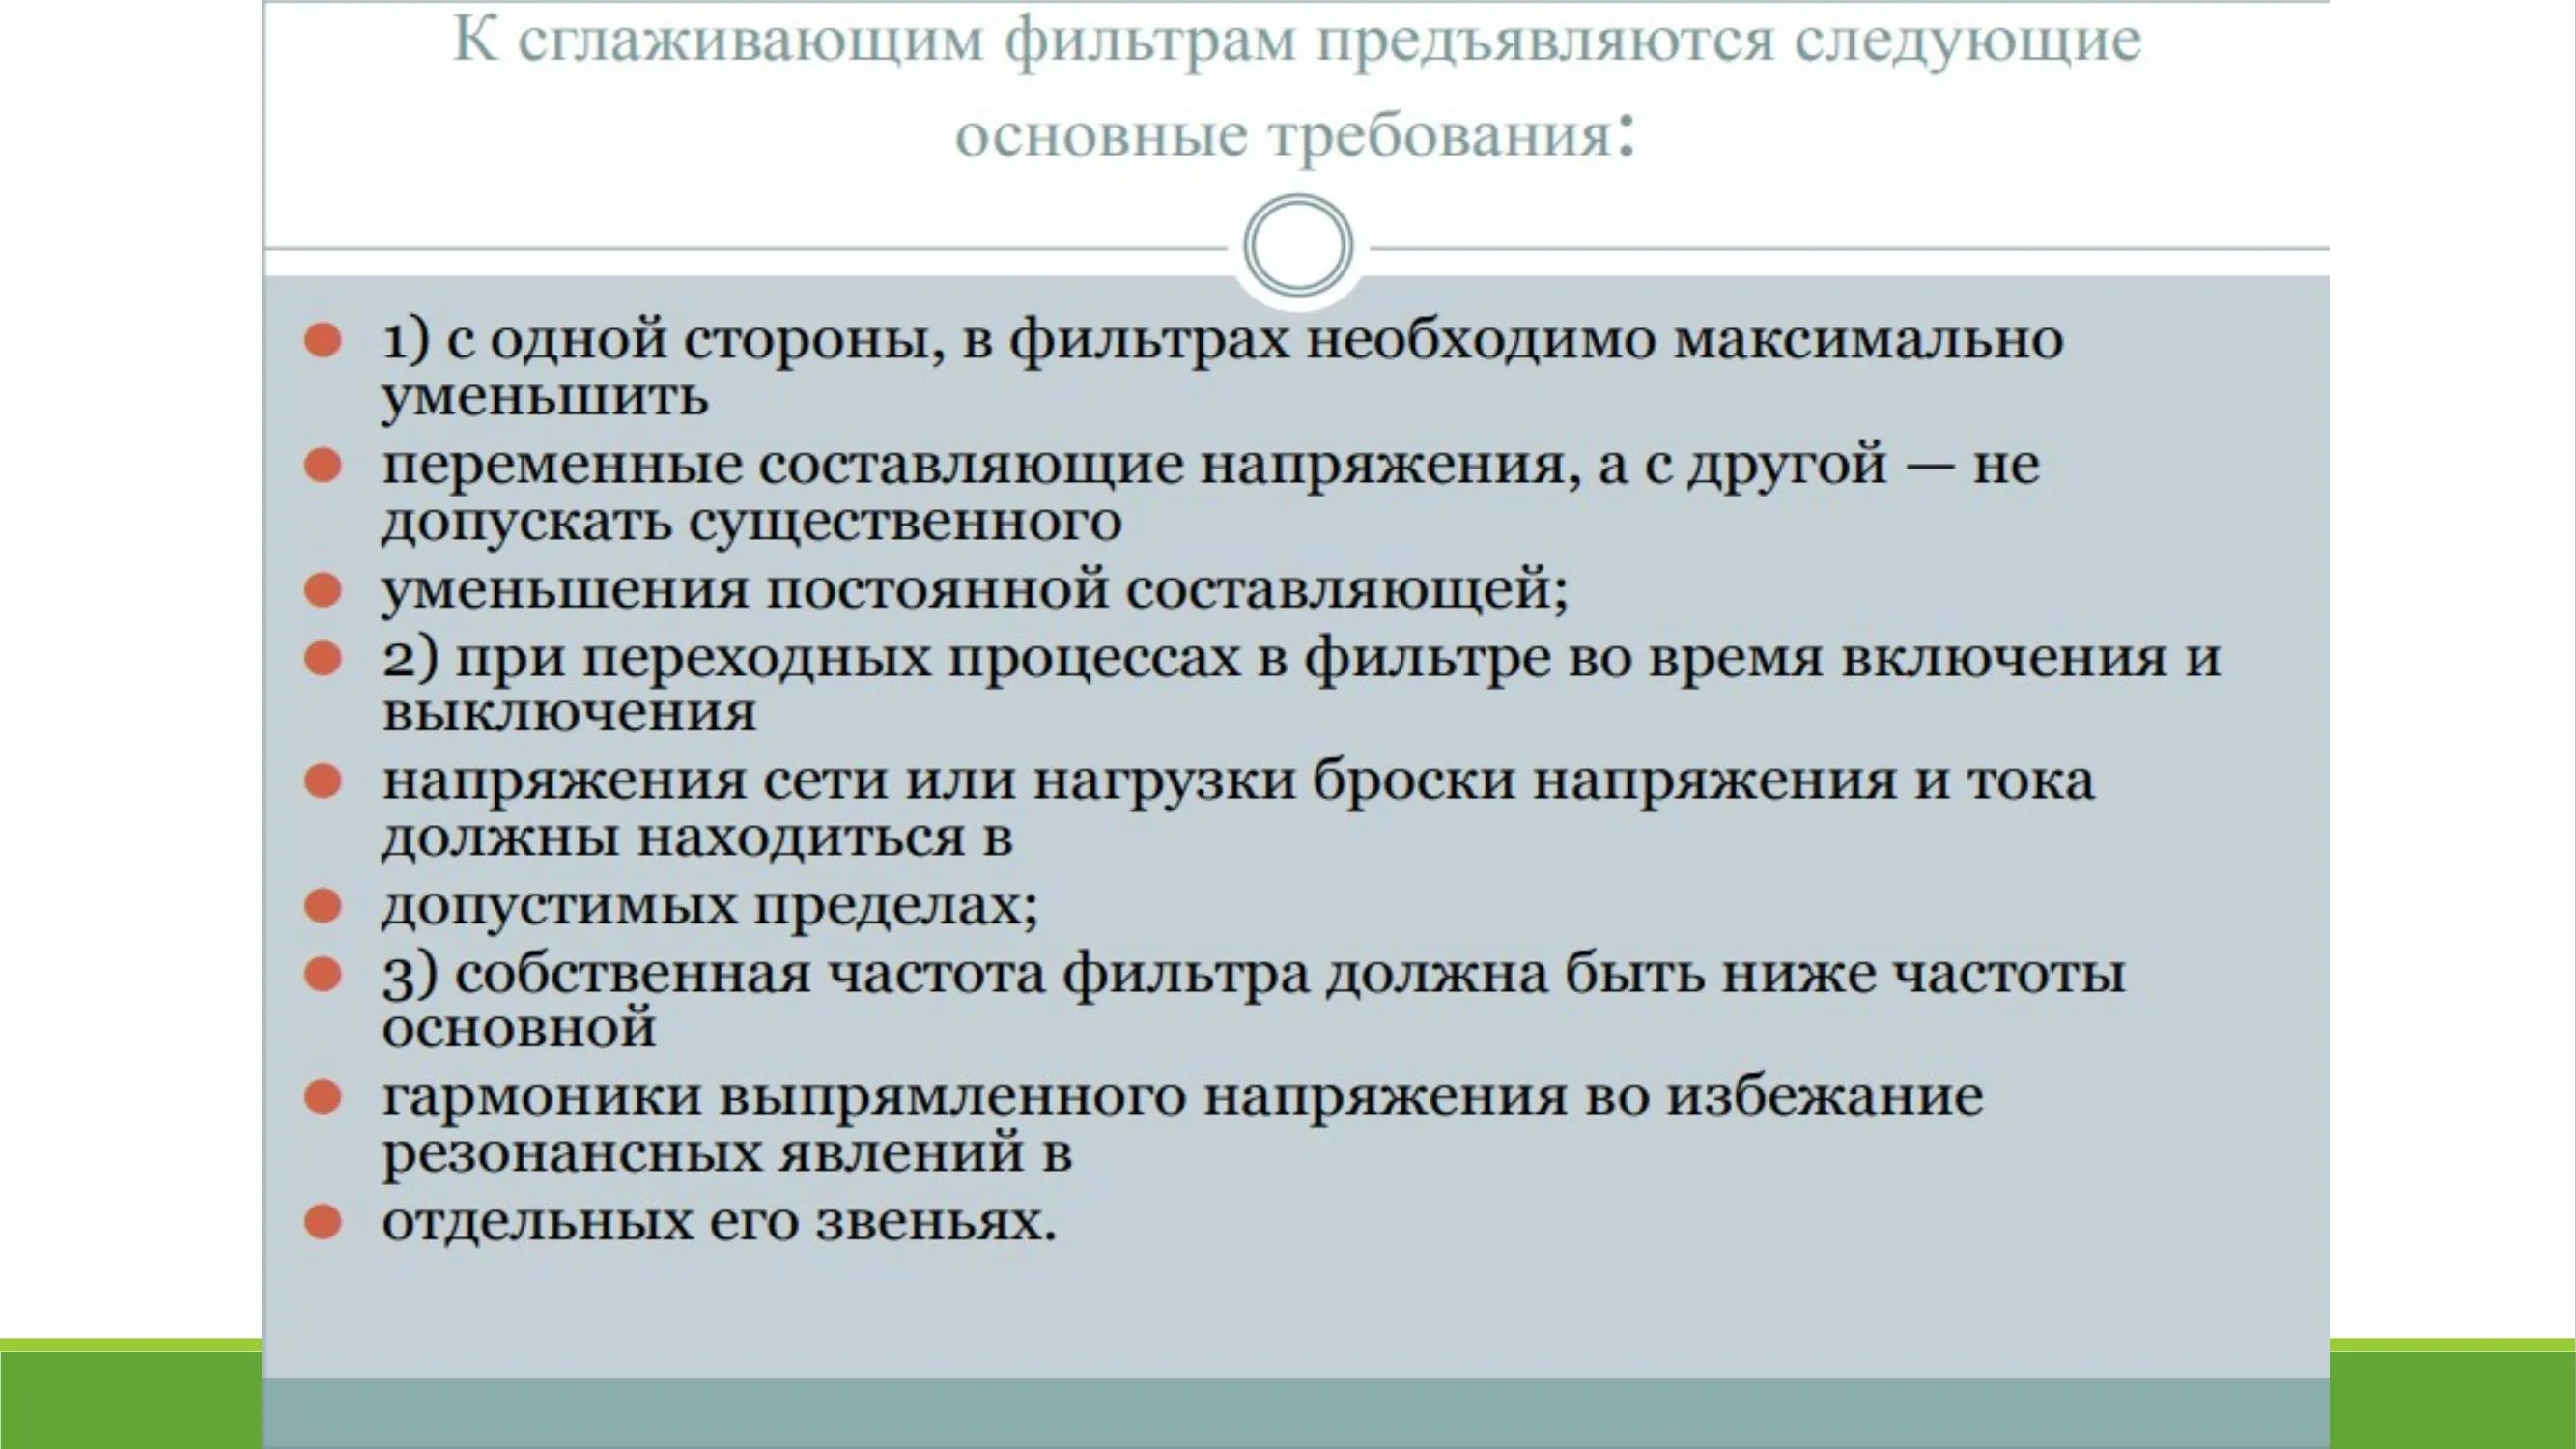 К сглаживающим фильтрам предъявляются следующие
основные требования:
1) с одной стороны, в фильтрах необходимо максимально
уменьшить
переменные составляющие напряжения, а с другой — не
допускать существенного
уменьшения постоянной составляющей;
2) при переходных процессах в фильтре во время включения и
выключения
напряжения сети или нагрузки броски напряжения и тока
должны находиться в
допустимых пределах;
3) собственная частота фильтра должна быть ниже частоты
основной
гармоники выпрямленного напряжения во избежание
резонансных явлений в
отдельных его звеньях.